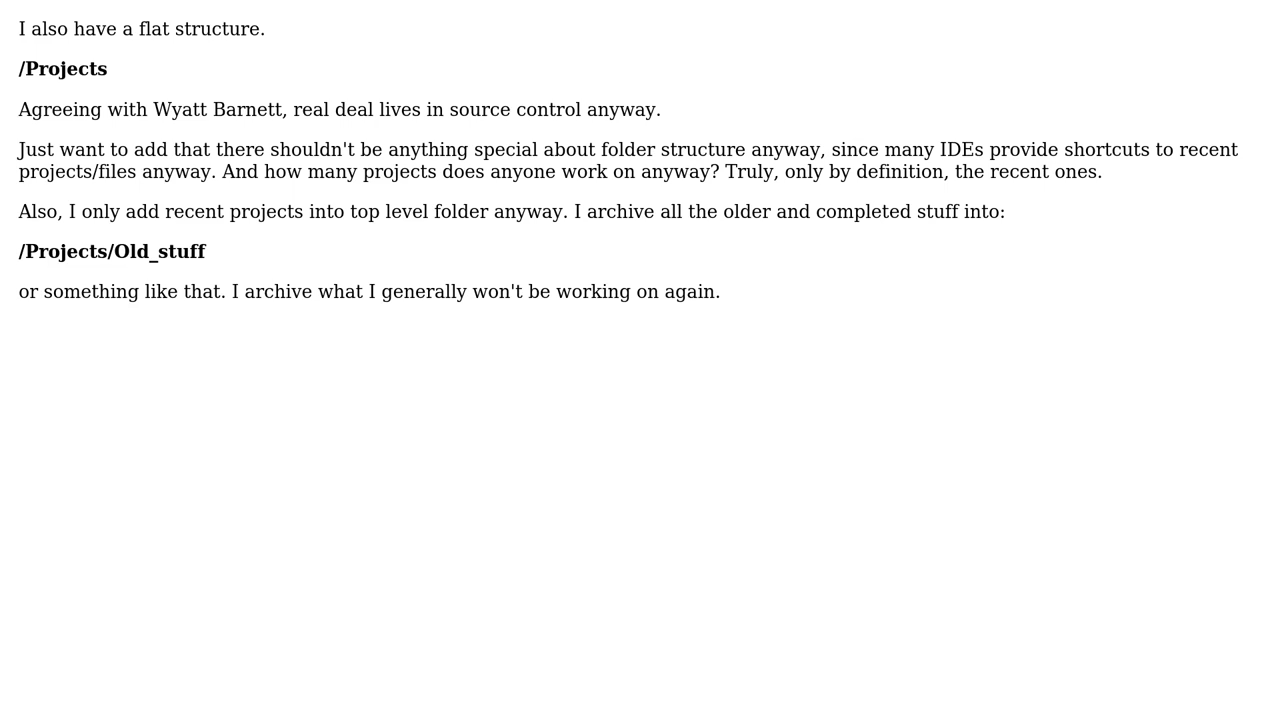 I also have a flat structure.
/Projects
Agreeing with Wyatt Barnett, real deal lives in source control anyway.
Just want to add that there shouldn't be anything special about folder structure anyway, since many IDEs provide shortcuts to recent
projects/files anyway. And how many projects does anyone work on anyway? Truly, only by definition, the recent ones.
Also, I only add recent projects into top level folder anyway. I archive all the older and completed stuff into:
/Projects/Old_stuff
or something like that. I archive what I generally won't be working on again.